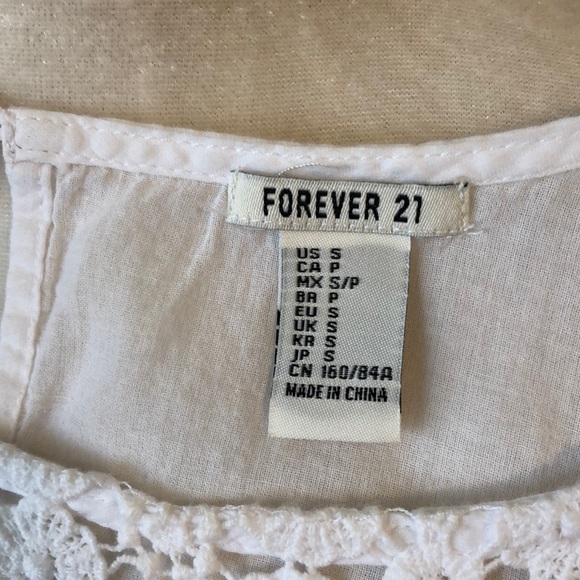 FOREVER 21
US S
CA P
MX S/P
BR P
EU S
UK S
KR S
JP S
CN 160/84A
MADE IN CHINA